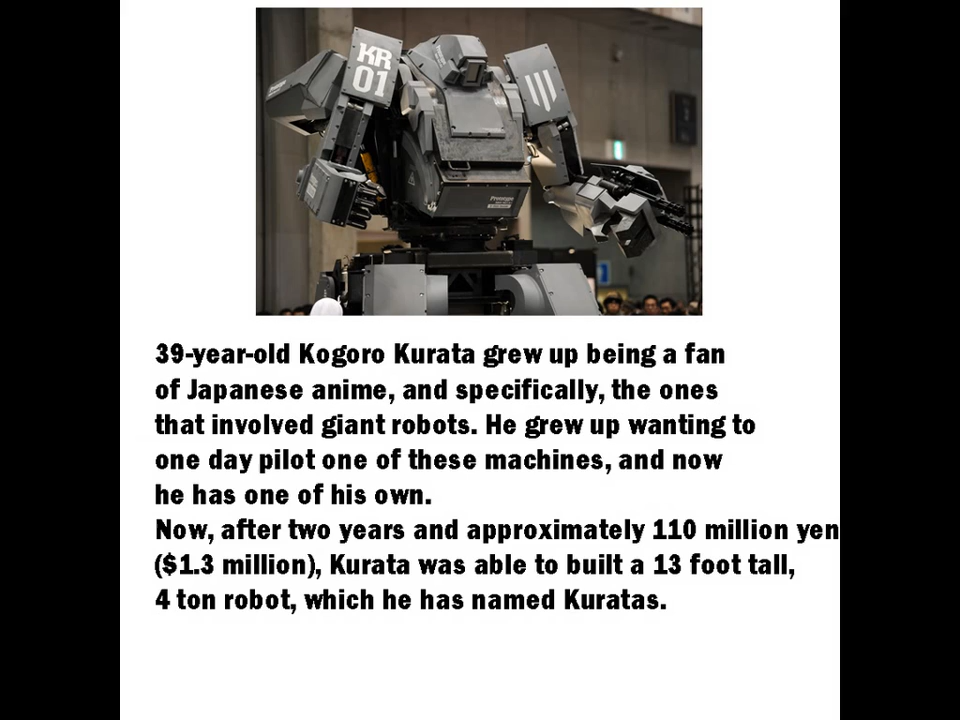 KR
01
39-year-old Kogoro Kurata grew up being a fan
of Japanese anime, and specifically, the ones
that involved giant robots. He grew up wanting to
one day pilot one of these machines, and now
he has one of his own.
Now, after two years and approximately 110 million yen
($1.3 million), Kurata was able to built a 13 foot tall,
4 ton robot, which he has named Kuratas.